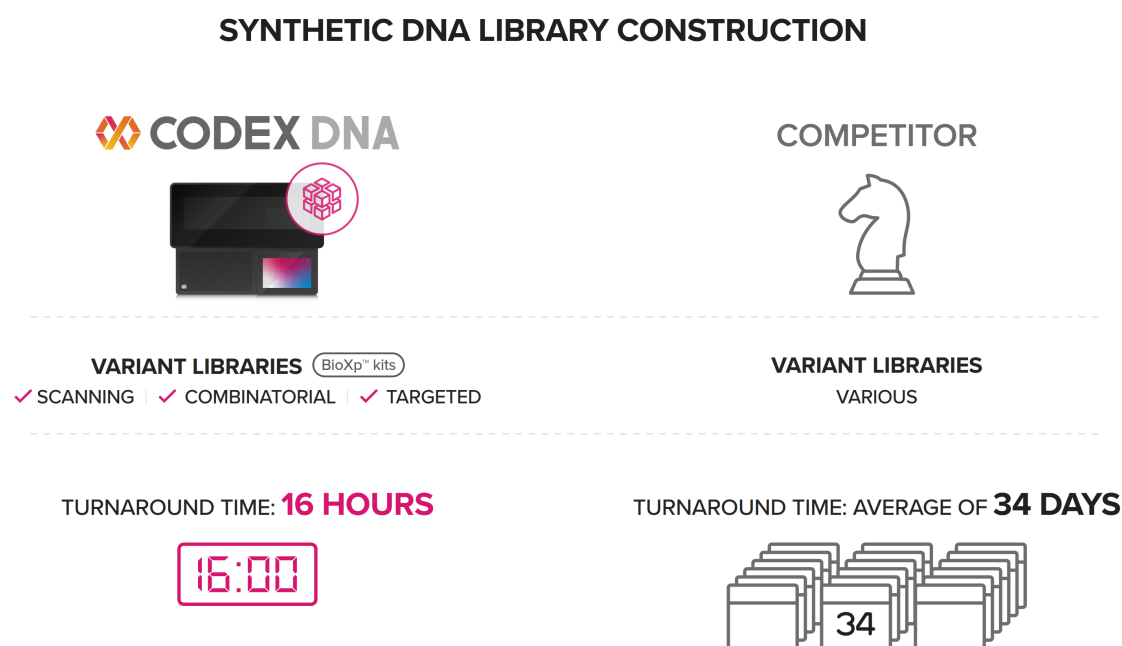 SYNTHETIC DNA LIBRARY CONSTRUCTION
CODEX DNA
COMPETITOR
VARIANT LIBRARIES BioXp™ kits
SCANNING COMBINATORIAL TARGETED
VARIANT LIBRARIES
VARIOUS
TURNAROUND TIME: 16 HOURS
16:00
TURNAROUND TIME: AVERAGE OF 34 DAYS
34